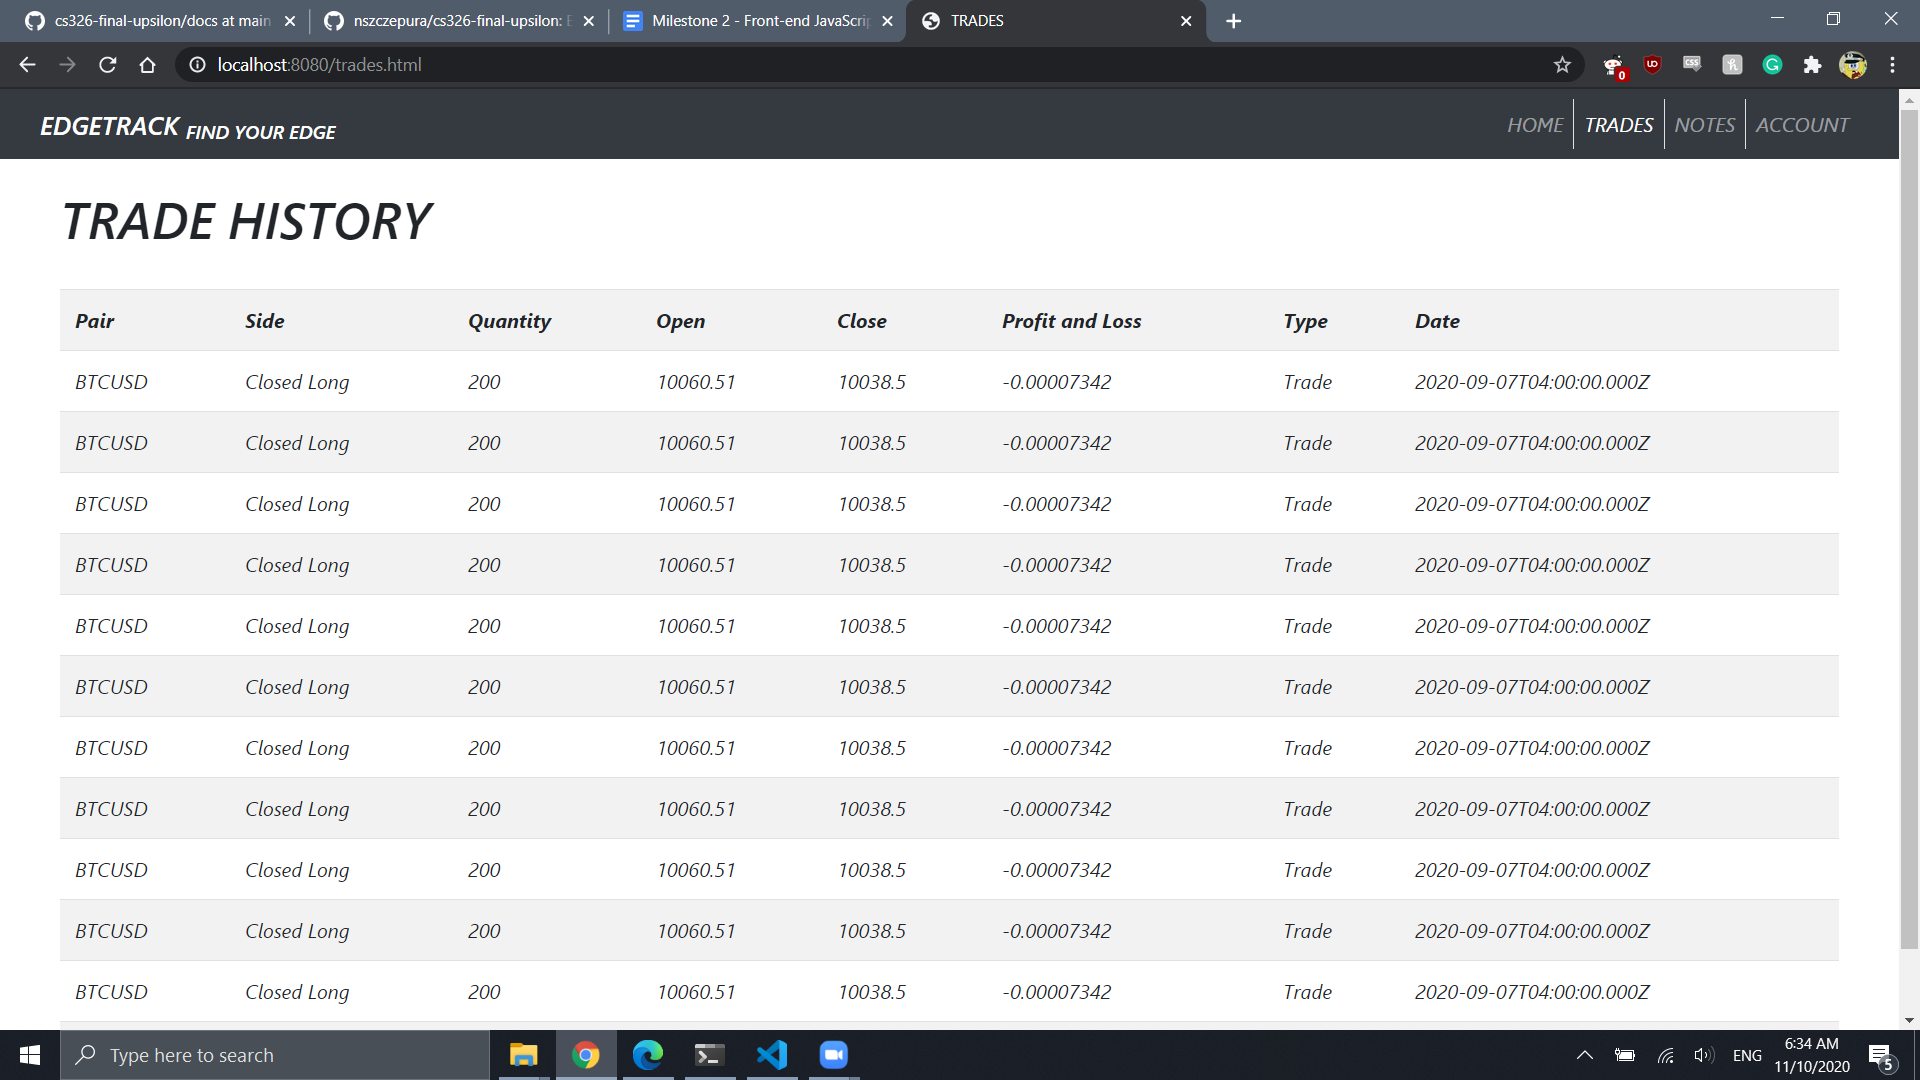 cs326-final-upsilon/docs at main
nszczepura/cs326-final-upsilon:
Milestone 2 - Front-end JavaScrip
TRADES
localhost:8080/trades.html
0
UO
CSS
EDGETRACK FIND YOUR EDGE
HOME TRADES NOTES ACCOUNT
TRADE HISTORY
Pair Side Quantity Open Close Profit and Loss Type Date
BTCUSD Closed Long 200 10060.51 10038.5 -0.00007342 Trade 2020-09-07T04:00:00.000Z
BTCUSD Closed Long 200 10060.51 10038.5 -0.00007342 Trade 2020-09-07T04:00:00.000Z
BTCUSD Closed Long 200 10060.51 10038.5 -0.00007342 Trade 2020-09-07T04:00:00.000Z
BTCUSD Closed Long 200 10060.51 10038.5 -0.00007342 Trade 2020-09-07T04:00:00.000Z
BTCUSD Closed Long 200 10060.51 10038.5 -0.00007342 Trade 2020-09-07T04:00:00.000Z
BTCUSD Closed Long 200 10060.51 10038.5 -0.00007342 Trade 2020-09-07T04:00:00.000Z
BTCUSD Closed Long 200 10060.51 10038.5 -0.00007342 Trade 2020-09-07T04:00:00.000Z
BTCUSD Closed Long 200 10060.51 10038.5 -0.00007342 Trade 2020-09-07T04:00:00.000Z
BTCUSD Closed Long 200 10060.51 10038.5 -0.00007342 Trade 2020-09-07T04:00:00.000Z
BTCUSD Closed Long 200 10060.51 10038.5 -0.00007342 Trade 2020-09-07T04:00:00.000Z
BTCUSD Closed Long 200 10060.51 10038.5 -0.00007342 Trade 2020-09-07T04:00:00.000Z
Type here to search
ENG
6:34 AM
11/10/2020
5